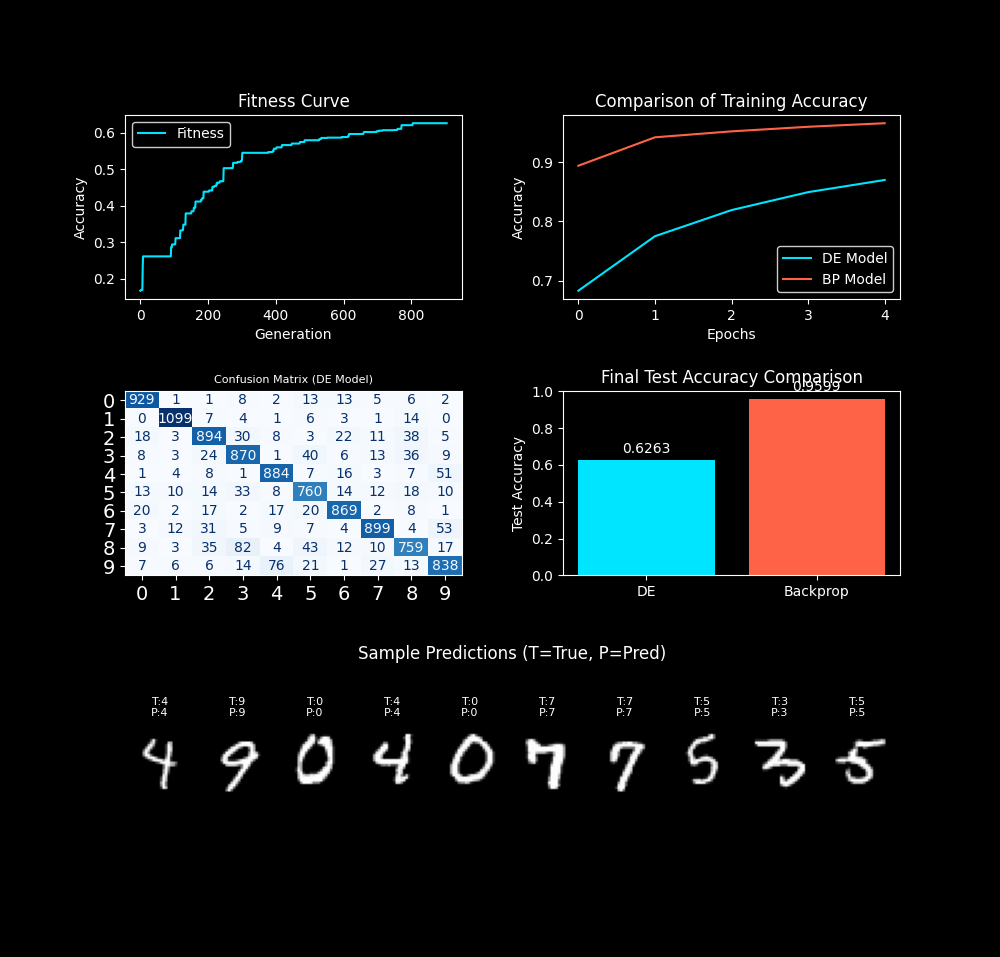 Fitness Curve
Fitness
0.6
0.5
0.4
0.3
0.2
Accuracy
0 200 400 600 800
Generation
Comparison of Training Accuracy
0.9
0.8
0.7
Accuracy
DE Model
BP Model
0 1 2 3 4
Epochs
Confusion Matrix (DE Model)
0 929 1 1 8 2 13 13 5 6 2
1 0 1099 7 4 1 6 3 1 14 0
2 18 3 894 30 8 3 22 11 38 5
3 8 3 24 870 1 40 6 13 36 9
4 1 4 8 1 884 7 16 3 7 51
5 13 10 14 33 8 760 14 12 18 10
6 20 2 17 2 17 20 869 2 8 1
7 3 12 31 5 9 7 4 899 4 53
8 9 3 35 82 4 43 12 10 759 17
9 7 6 6 14 76 21 1 27 13 838
0 1 2 3 4 5 6 7 8 9
Final Test Accuracy Comparison
0.9599
0.6263
1.0
0.8
0.6
0.4
0.2
0.0
Test Accuracy
DE Backprop
Sample Predictions (T=True, P=Pred)
T:4 T:9 T:0 T:4 T:0 T:7 T:7 T:5 T:3 T:5
P:4 P:9 P:0 P:4 P:0 P:7 P:7 P:5 P:3 P:5
4 9 0 4 0 7 7 5 3 5